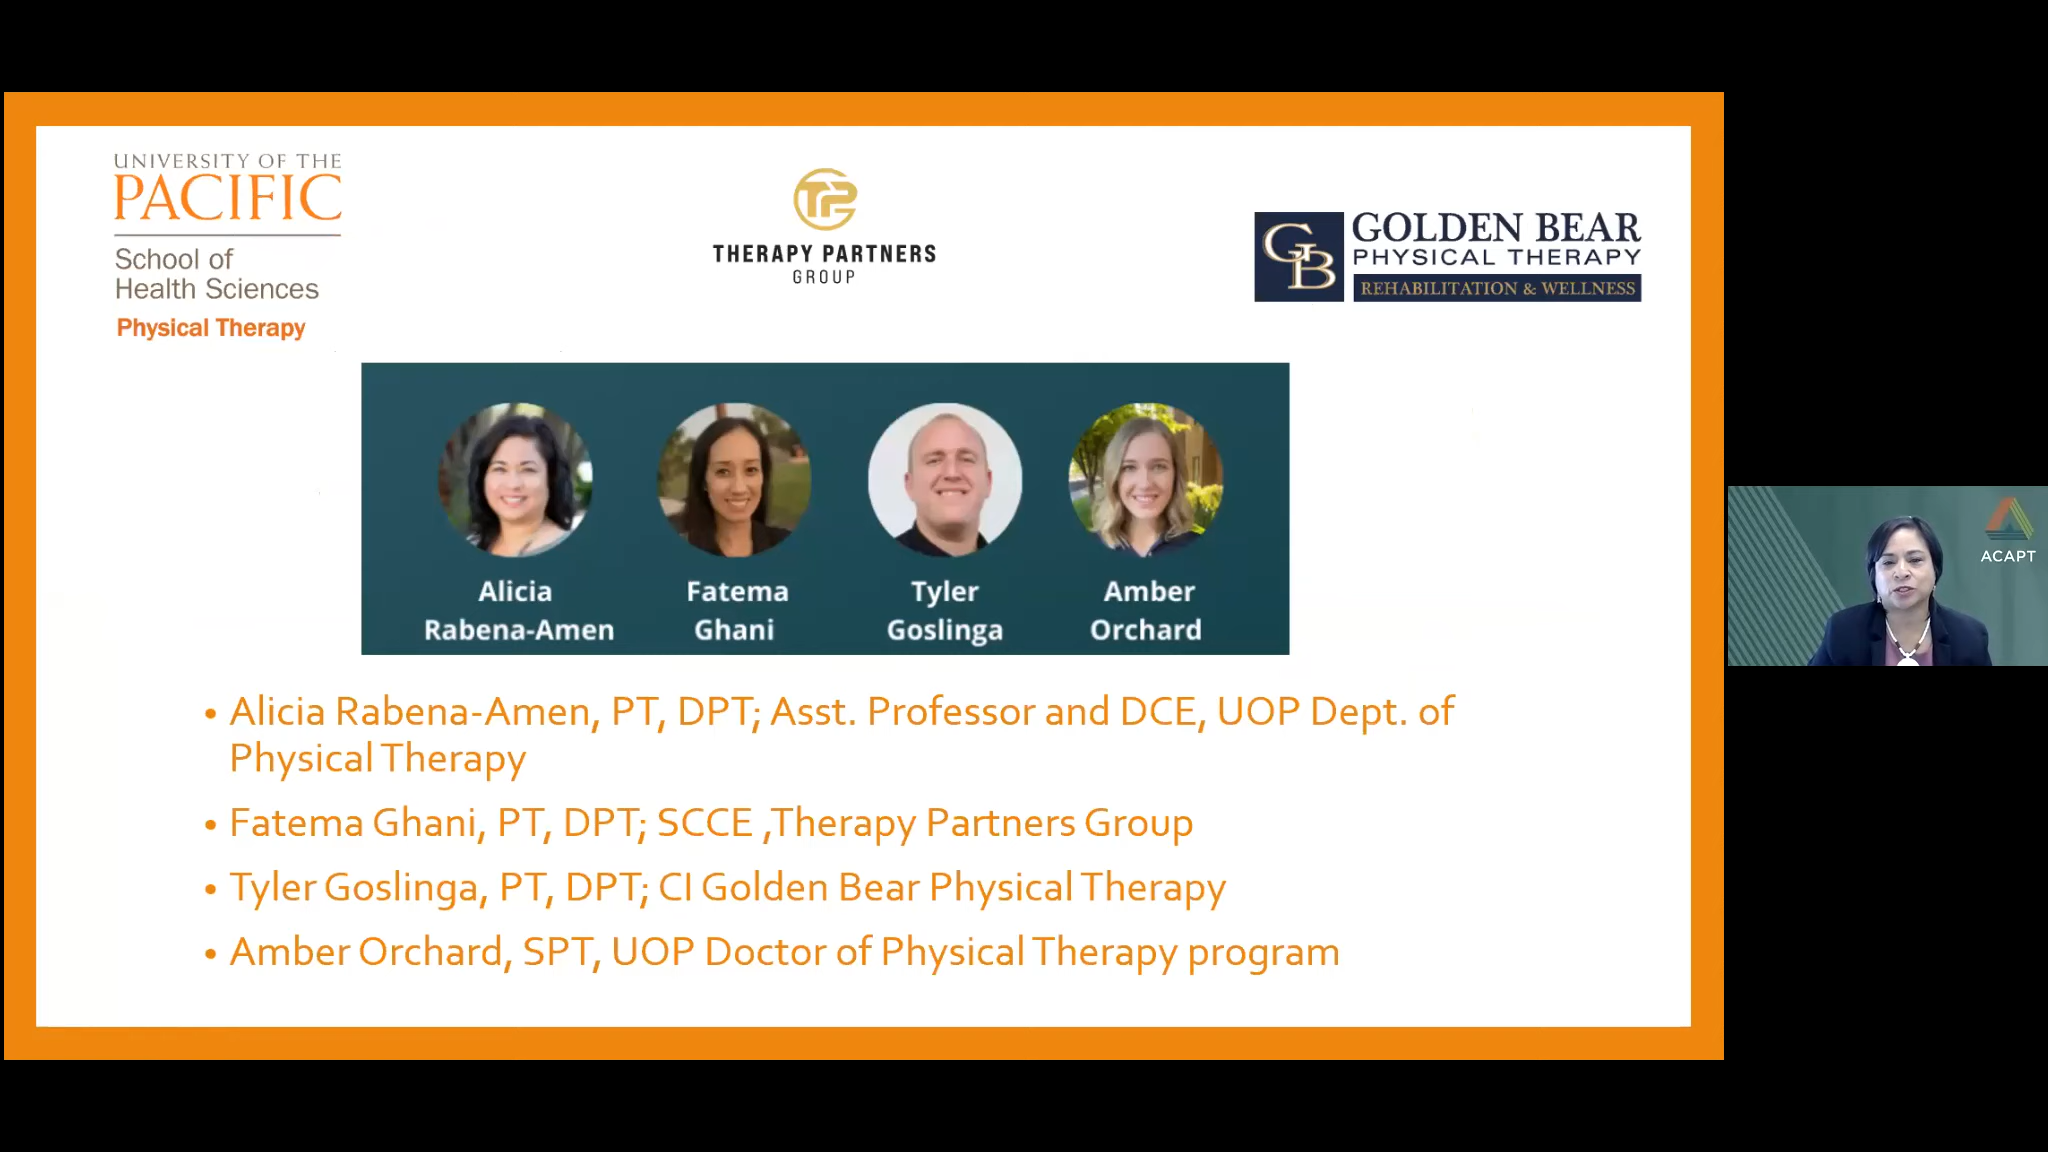 UNIVERSITY OF THE
PACIFIC
School of
Health Sciences
Physical Therapy
TP
THERAPY PARTNERS
GROUP
GB
GOLDEN BEAR
PHYSICAL THERAPY
REHABILITATION & WELLNESS
Alicia
Rabena-Amen
Fatema
Ghani
Tyler
Goslinga
Amber
Orchard
ACAPT
• Alicia Rabena-Amen, PT, DPT; Asst. Professor and DCE, UOP Dept. of
Physical Therapy
• Fatema Ghani, PT, DPT; SCCE ,Therapy Partners Group
• Tyler Goslinga, PT, DPT; CI Golden Bear Physical Therapy
• Amber Orchard, SPT, UOP Doctor of Physical Therapy program